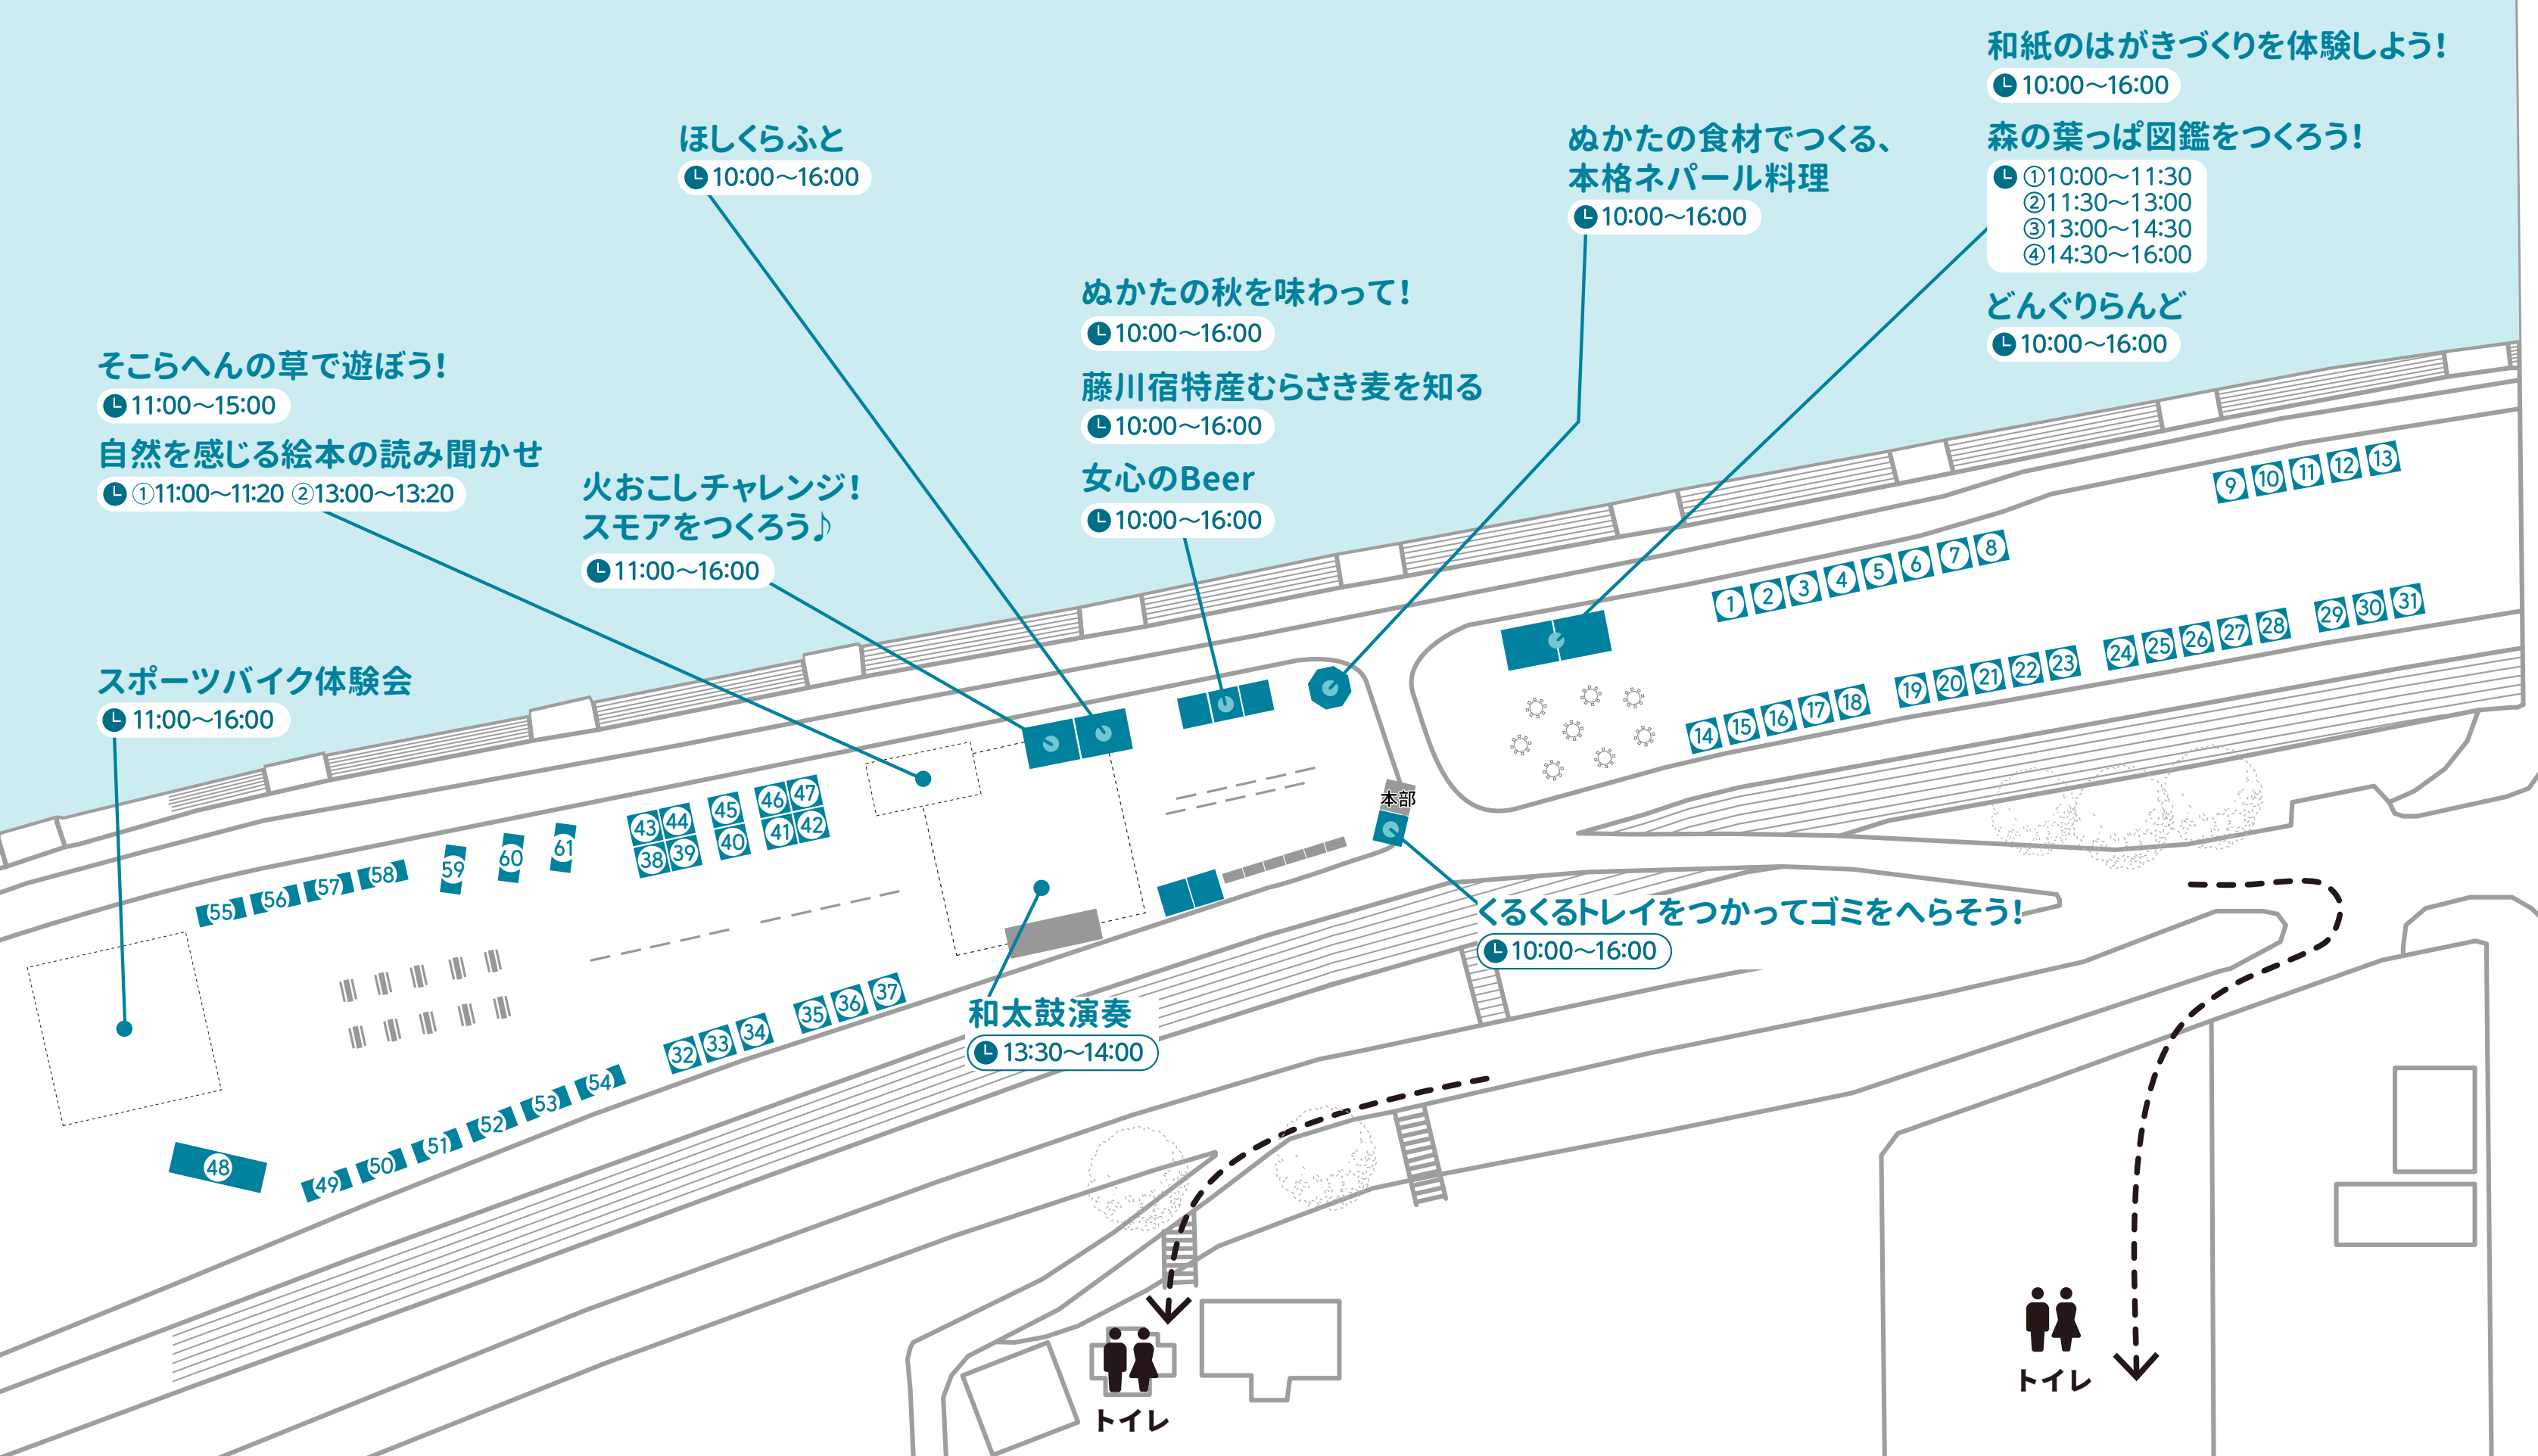 和紙のはがきづくりを体験しよう!
10:00〜16:00
森の葉っぱ図鑑をつくろう!
①10:00〜11:30
②11:30〜13:00
③13:00〜14:30
④14:30〜16:00
どんぐりらんど
10:00〜16:00
ほしくらふと
10:00〜16:00
ぬかたの食材でつくる、
本格ネパール料理
10:00〜16:00
ぬかたの秋を味わって!
10:00〜16:00
藤川宿特産むらさき麦を知る
10:00〜16:00
女心のBeer
10:00〜16:00
そこらへんの草で遊ぼう!
11:00〜15:00
自然を感じる絵本の読み聞かせ
①11:00〜11:20 ②13:00〜13:20
火おこしチャレンジ!
スモアをつくろう♪
11:00〜16:00
スポーツバイク体験会
11:00〜16:00
9 10 11 12 13
1 2 3 4 5 6 7 8
29 30 31
24 25 26 27 28
19 20 21 22 23
14 15 16 17 18
本部
43 44 45 46 47
38 39 40 41 42
55 56 57 58 59 60 61
くるくるトレイをつかってゴミをへらそう!
10:00〜16:00
和太鼓演奏
13:30〜14:00
35 36 37
32 33 34
48 49 50 51 52 53 54
トイレ
トイレ